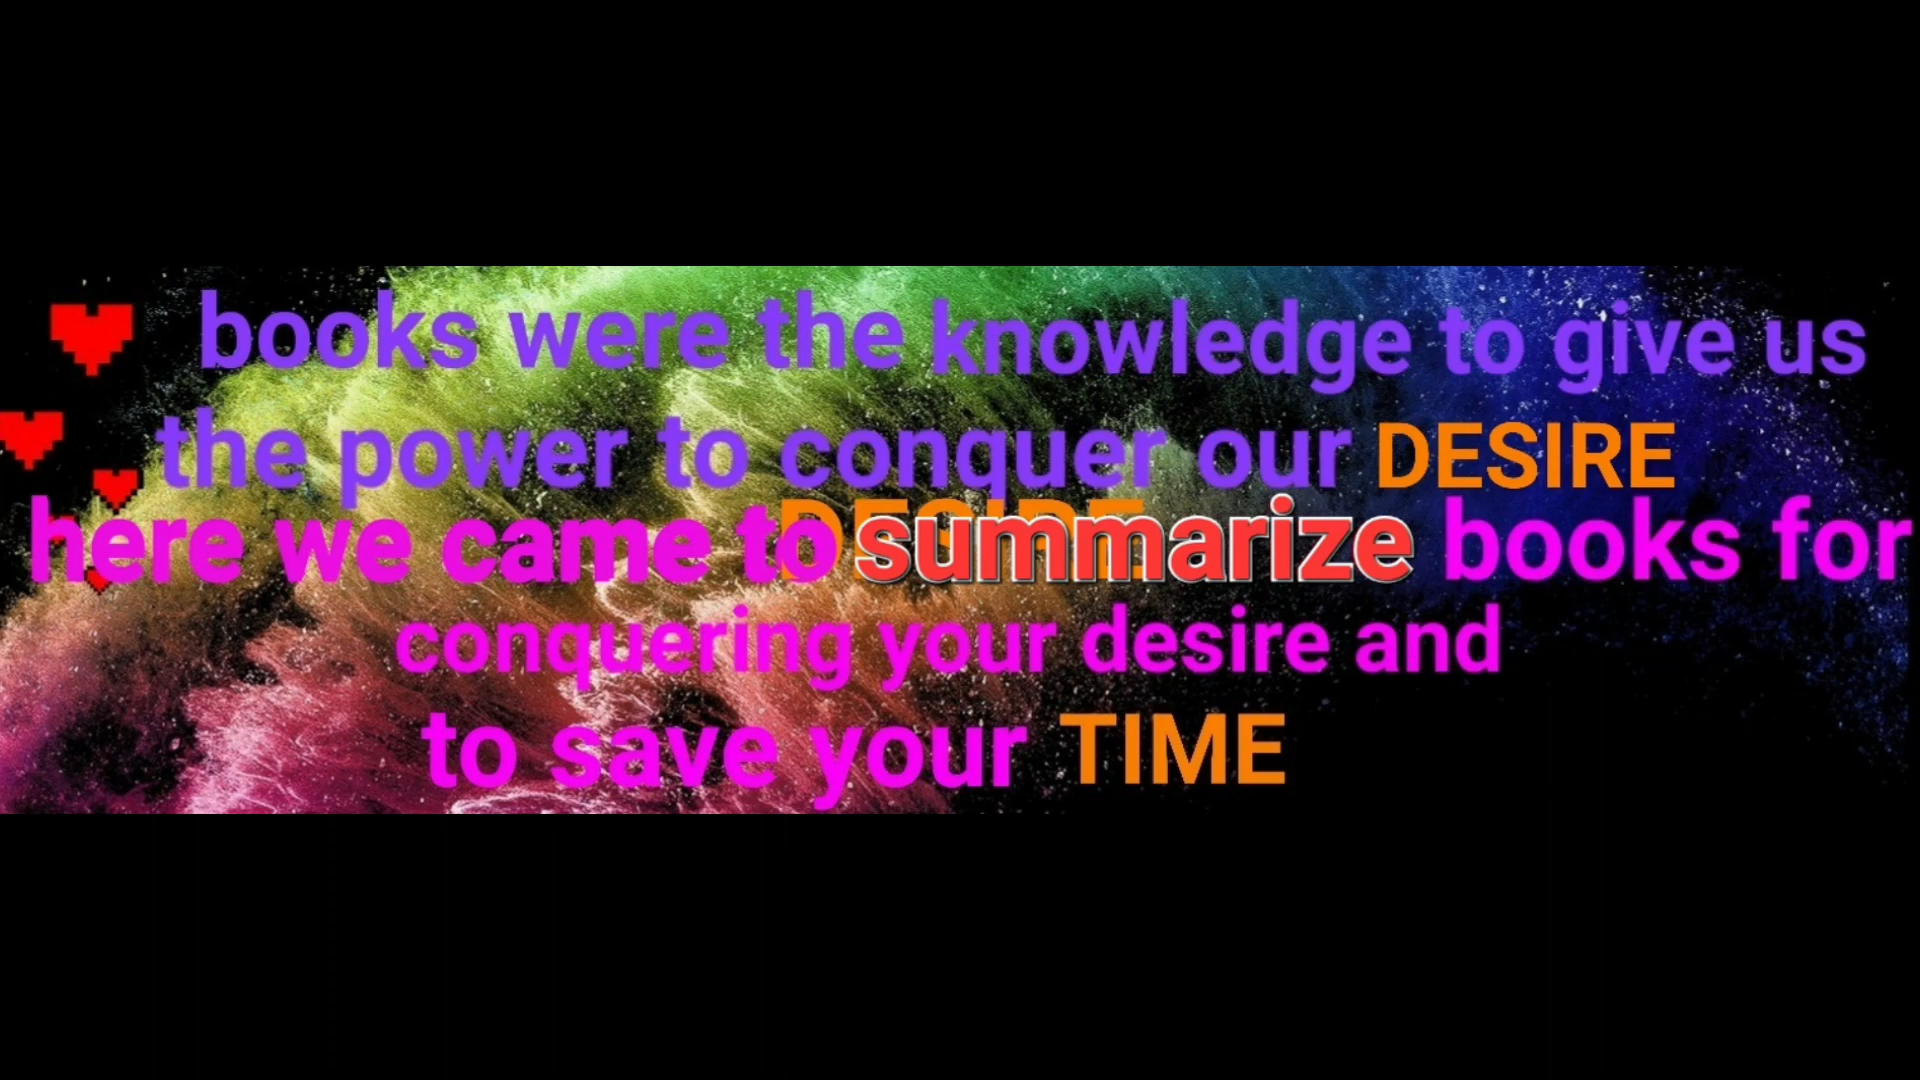 books were the knowledge to give us
the power to conquer our DESIRE
DESIRE
here we came to summarize books for
conquering your desire and
to save your TIME